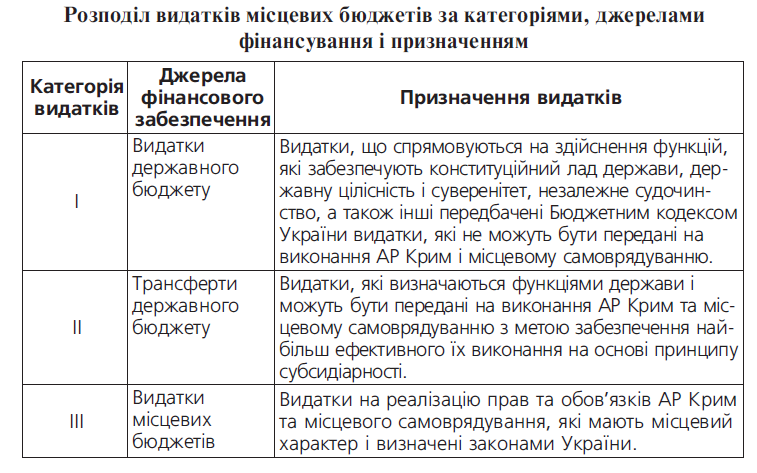 Розподіл видатків місцевих бюджетів за категоріями, джерелами
фінансування і призначенням
Категорія
видатків
Джерела
фінансового
забезпечення
Призначення видатків
I
Видатки
державного
бюджету
Видатки, що спрямовуються на здійснення функцій,
які забезпечують конституційний лад держави, дер-
жавну цілісність і суверенітет, незалежне судочин-
ство, а також інші передбачені Бюджетним кодексом
України видатки, які не можуть бути передані на
виконання АР Крим і місцевому самоврядуванню.
II
Трансферти
державного
бюджету
Видатки, які визначаються функціями держави і
можуть бути передані на виконання АР Крим та міс-
цевому самоврядуванню з метою забезпечення най-
більш ефективного їх виконання на основі принципу
субсидіарності.
III
Видатки
місцевих
бюджетів
Видатки на реалізацію прав та обов’язків АР Крим
та місцевого самоврядування, які мають місцевий
характер і визначені законами України.